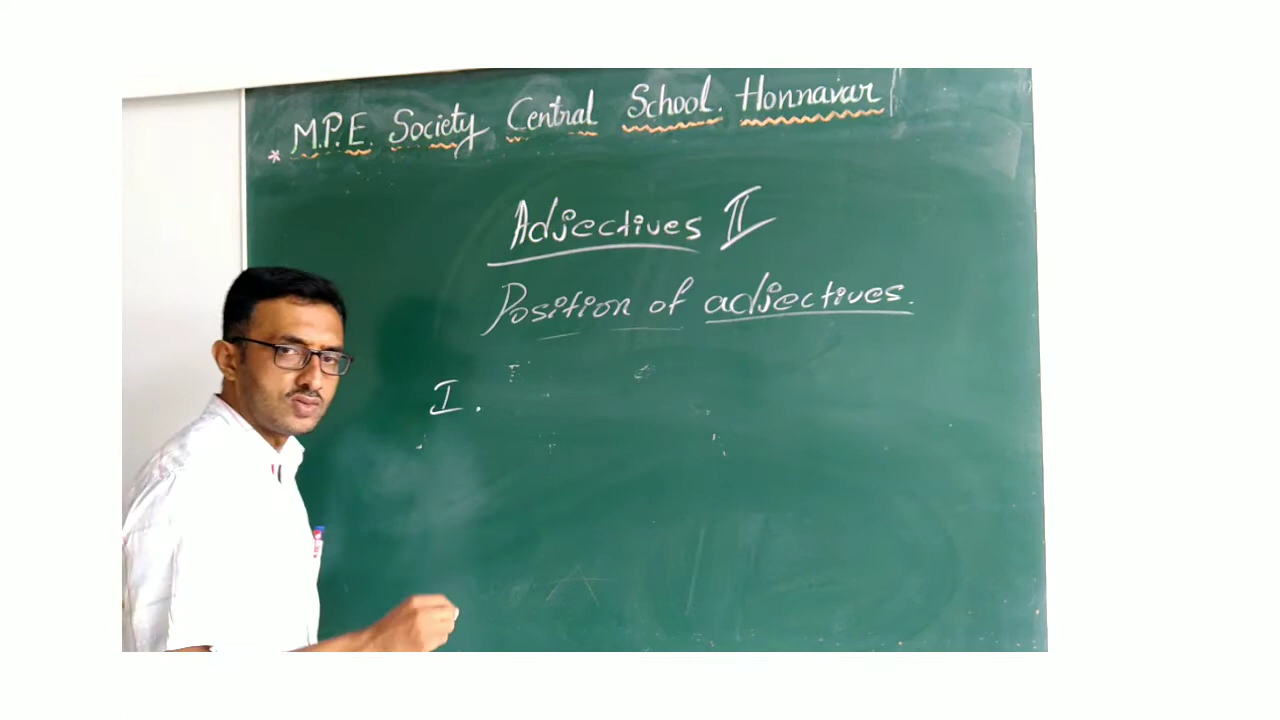 * M.P.E. Society Central School. Honnavar
Adjectives II
Position of adjectives.
I.